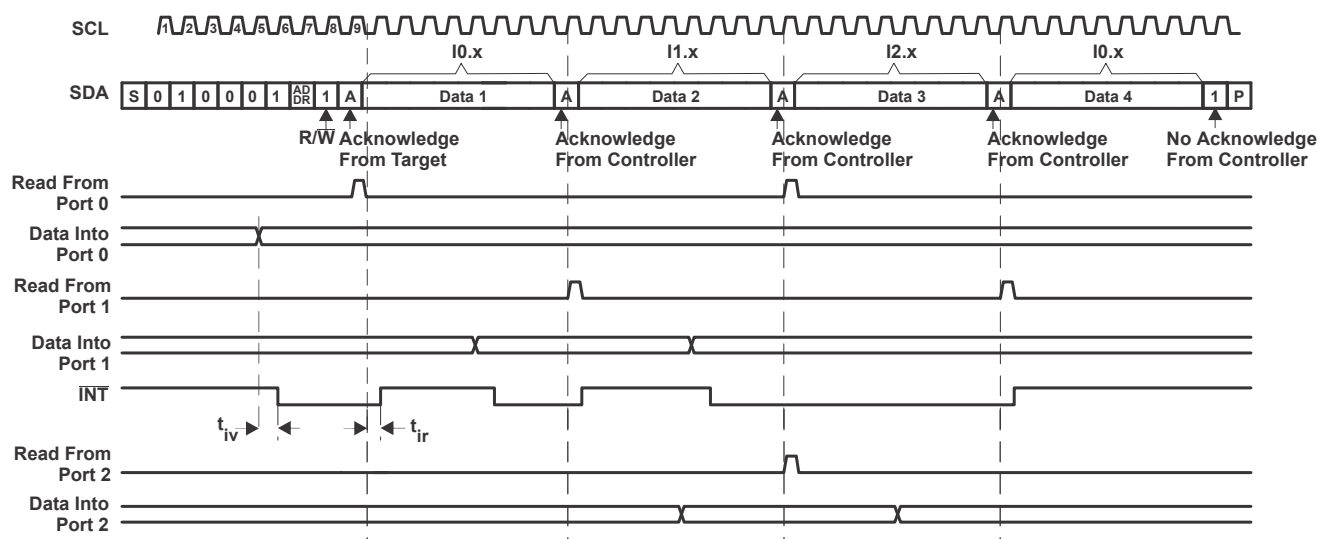 SCL
1 2 3 4 5 6 7 8 9
I0.x I1.x I2.x I0.x
SDA
S 0 1 0 0 0 1 AD DR 1 A Data 1 A Data 2 A Data 3 A Data 4 1 P
R/W
Acknowledge
From Target
Acknowledge
From Controller
Acknowledge
From Controller
Acknowledge
From Controller
No Acknowledge
From Controller
Read From
Port 0
Data Into
Port 0
Read From
Port 1
Data Into
Port 1
INT
tiv
tir
Read From
Port 2
Data Into
Port 2